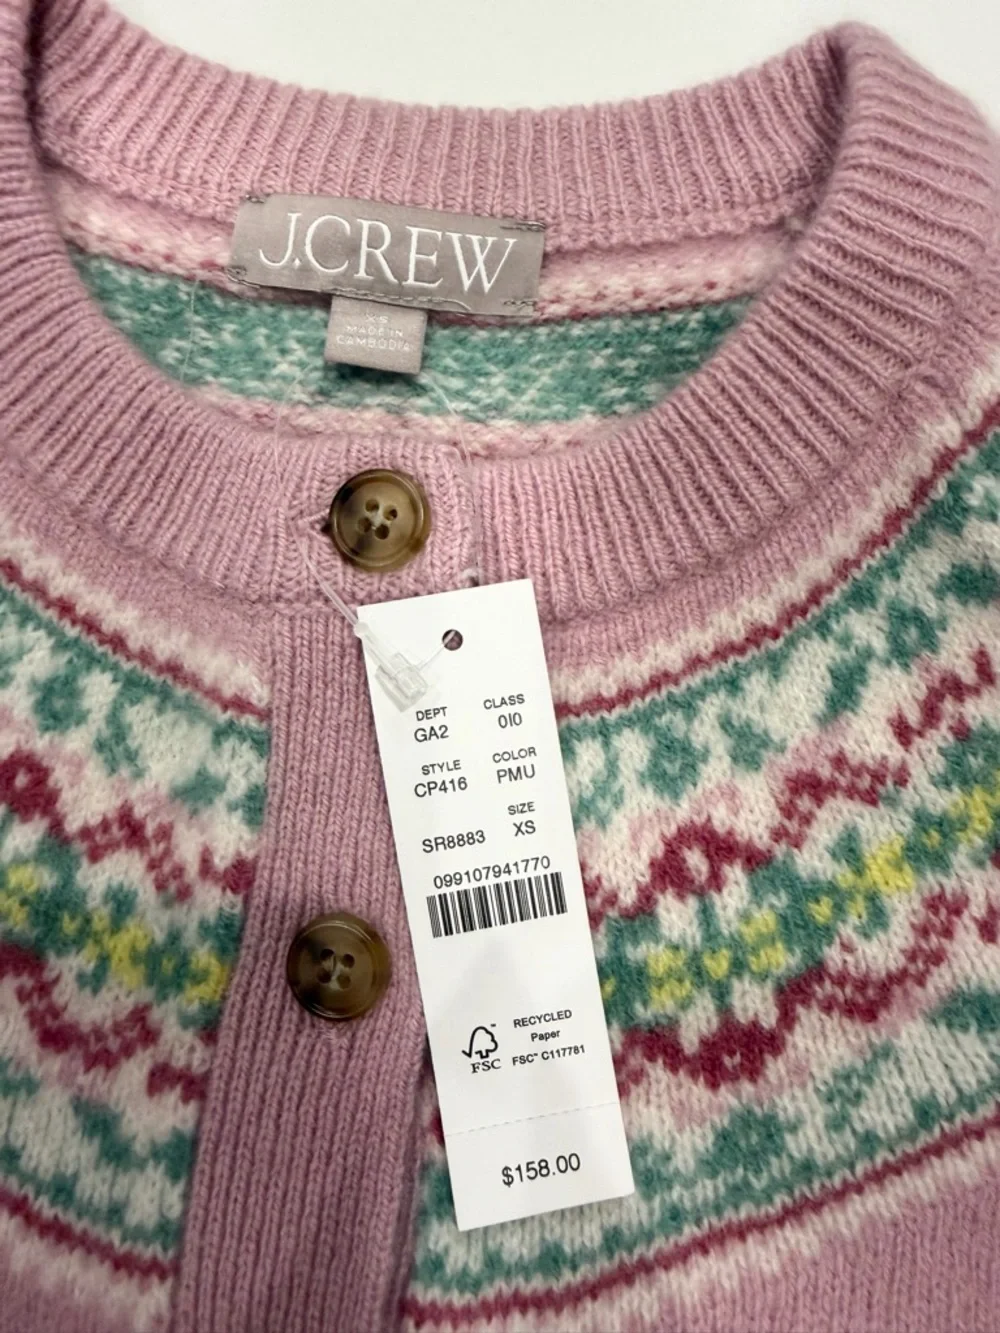 J.CREW
XS
MADE IN
CAMBODIA
DEPT CLASS
GA2 010
STYLE COLOR
CP416 PMU
SIZE
SR8883 XS
099107941770
FSC
RECYCLED
Paper
FSC™ C117781
$158.00